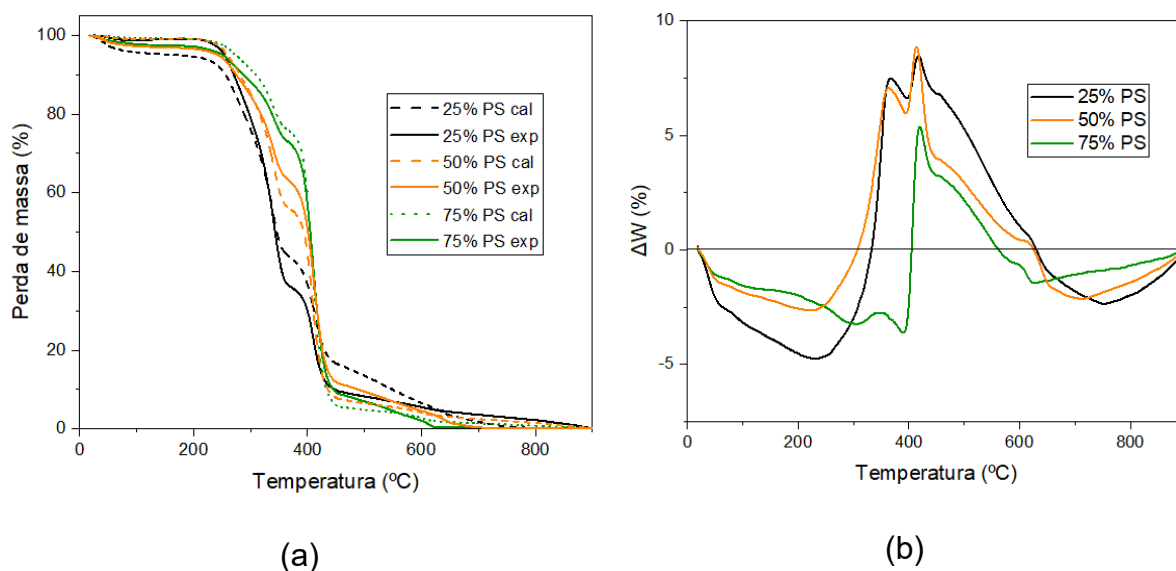 100
80
60
40
20
0
Perda de massa (%)
25% PS cal
25% PS exp
50% PS cal
50% PS exp
75% PS cal
75% PS exp
0 200 400 600 800
Temperatura (ºC)
(a)
10
5
0
-5
ΔW (%)
25% PS
50% PS
75% PS
0 200 400 600 800
Temperatura (ºC)
(b)